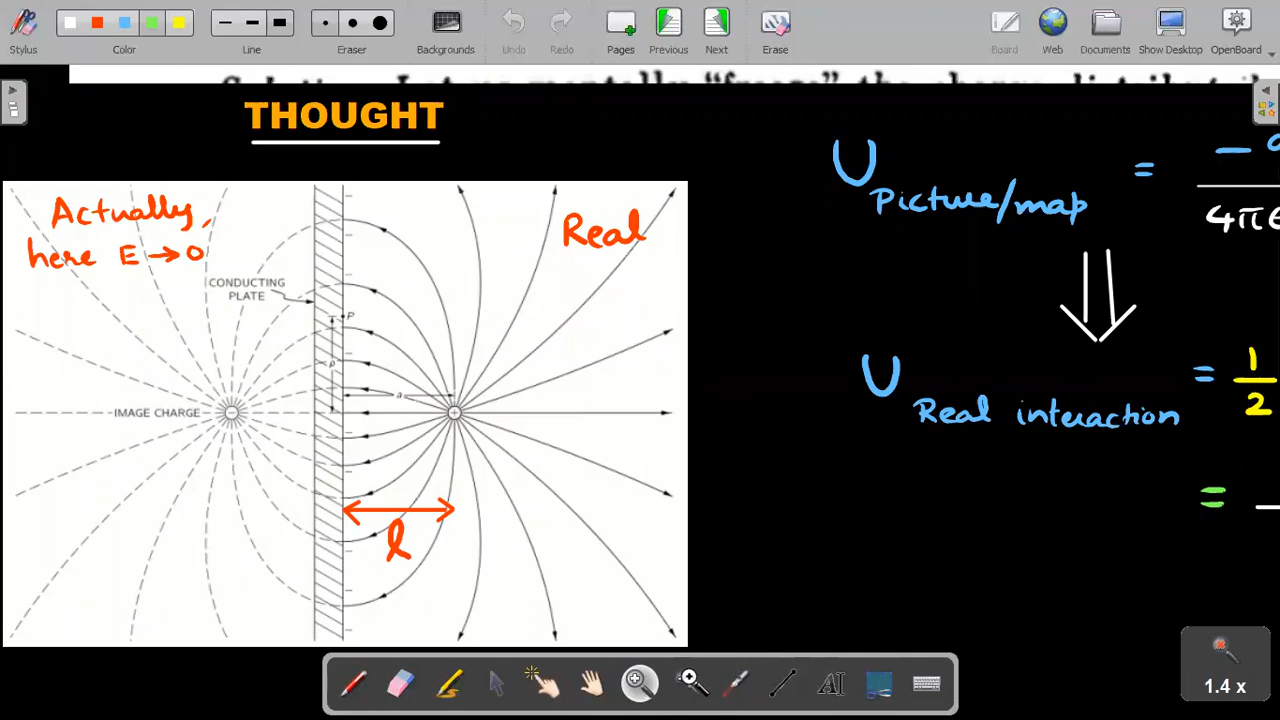 Stylus
Color
Line
Eraser
Backgrounds
Undo
Redo
Pages
Previous
Next
Erase
Board
Web
Documents
Show Desktop
OpenBoard
THOUGHT
Actually,
here E → 0
Real
CONDUCTING
PLATE
P
ρ
a
IMAGE CHARGE
l
U Picture/map = −
4πϵ
U Real interaction = 1/2
=
1.4 x